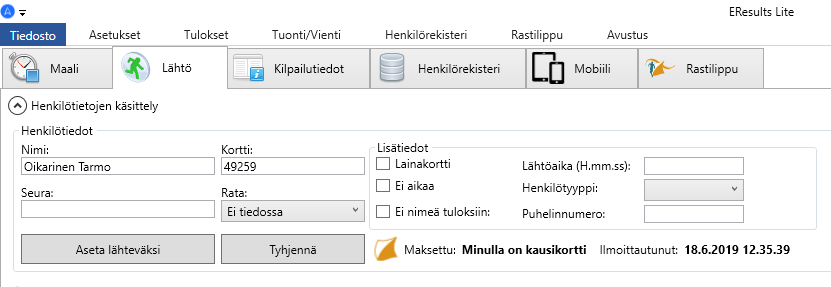 EResults Lite
Tiedosto Asetukset Tulokset Tuonti/Vienti Henkilörekisteri Rastilippu Avustus
Maali Lähtö Kilpailutiedot Henkilörekisteri Mobiili Rastilippu
Henkilötietojen käsittely
Henkilötiedot
Nimi: Kortti: Lisätiedot
Oikarinen Tarmo 49259 Lainakortti Lähtöaika (H.mm.ss):
Ei aikaa Henkilötyyppi:
Seura: Rata:
Ei tiedossa Ei nimeä tuloksiin: Puhelinnumero:
Aseta lähteväksi Tyhjennä Maksettu: Minulla on kausikortti Ilmoittautunut: 18.6.2019 12.35.39